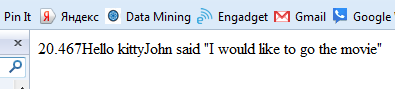 Pin It Яндекс Data Mining Engadget Gmail Google
20.467Hello kittyJohn said "I would like to go the movie"